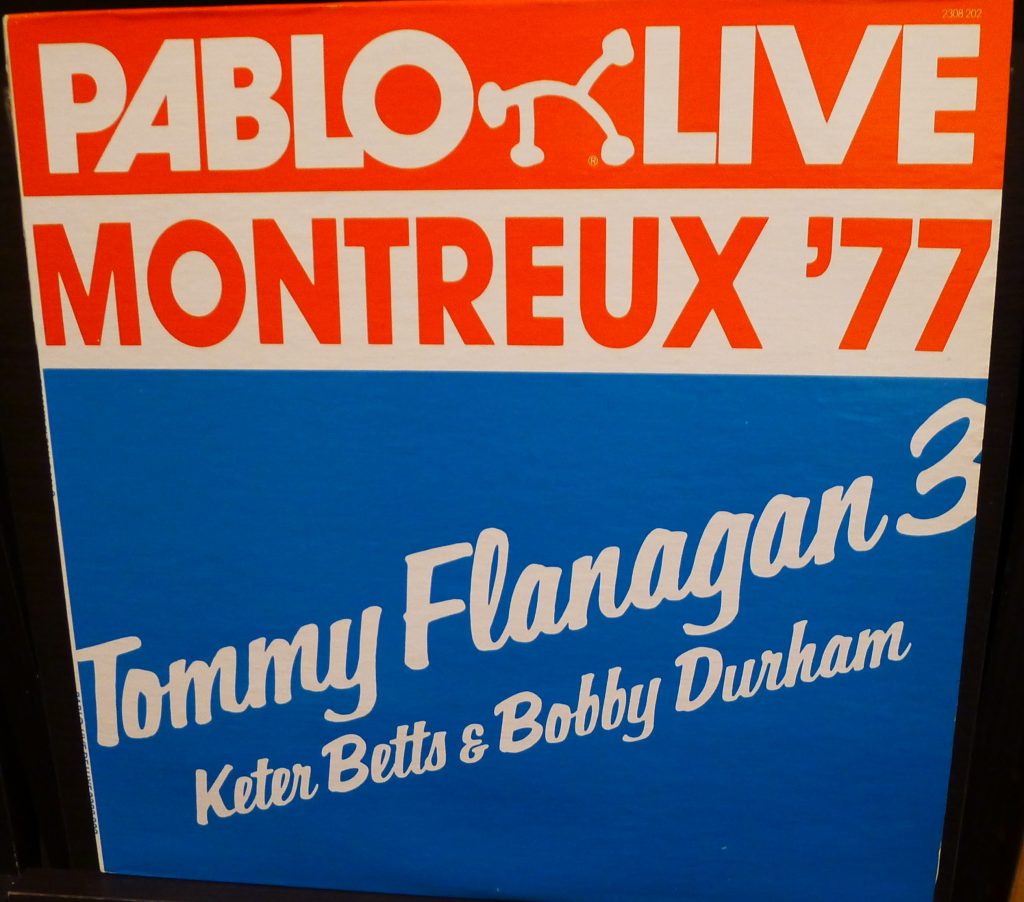 2308 202
PABLO LIVE
®
MONTREUX '77
Tommy Flanagan 3
Keter Betts & Bobby Durham